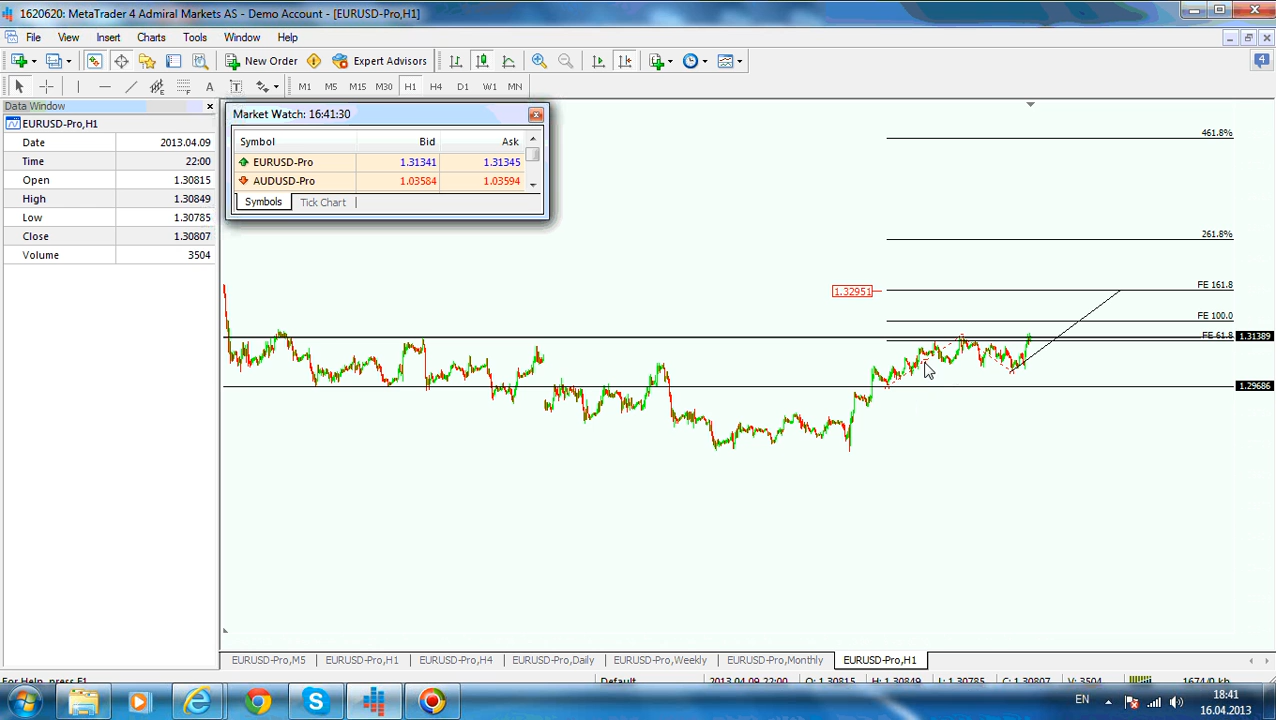 1620620: MetaTrader 4 Admiral Markets AS - Demo Account - [EURUSD-Pro,H1]
File View Insert Charts Tools Window Help
New Order Expert Advisors 4
A T M1 M5 M15 M30 H1 H4 D1 W1 MN
Data Window
EURUSD-Pro,H1
Date 2013.04.09
Time 22:00
Open 1.30815
High 1.30849
Low 1.30785
Close 1.30807
Volume 3504
Market Watch: 16:41:30
Symbol Bid Ask
EURUSD-Pro 1.31341 1.31345
AUDUSD-Pro 1.03584 1.03594
Symbols Tick Chart
461.8%
261.8%
FE 161.8
1.32951
FE 100.0
FE 61.8
1.31389
1.29686
EURUSD-Pro,M5 EURUSD-Pro,H1 EURUSD-Pro,H4 EURUSD-Pro,Daily EURUSD-Pro,Weekly EURUSD-Pro,Monthly EURUSD-Pro,H1
For Help, press F1 Default 2013.04.09 22:00 O: 1.30815 H: 1.30849 L: 1.30785 C: 1.30807 V: 3504 1674/0 kb
EN 18:41
16.04.2013